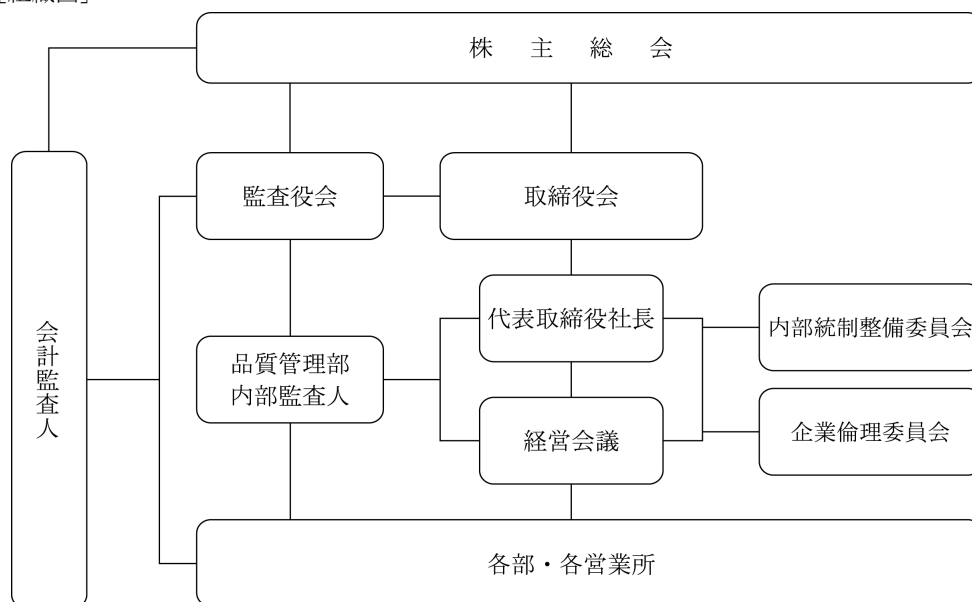 [組織図]
株主総会
監査役会
取締役会
代表取締役社長
内部統制整備委員会
会計監査人
品質管理部
内部監査人
経営会議
企業倫理委員会
各部・各営業所